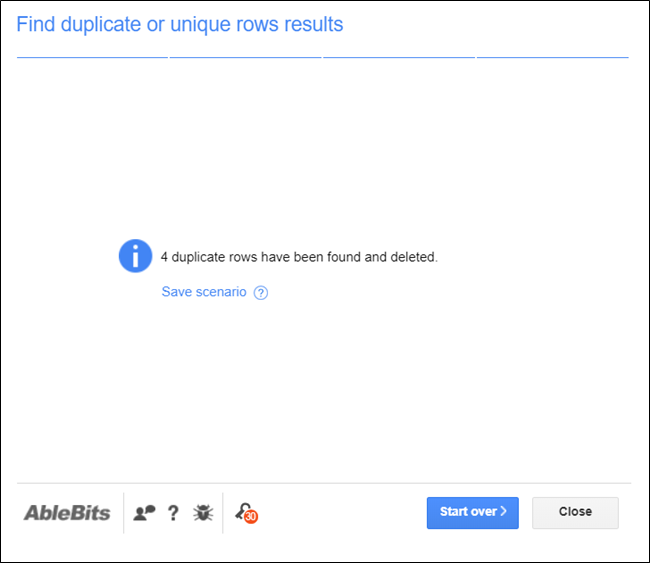 Find duplicate or unique rows results
4 duplicate rows have been found and deleted.
Save scenario ?
AbleBits ? 30 Start over Close